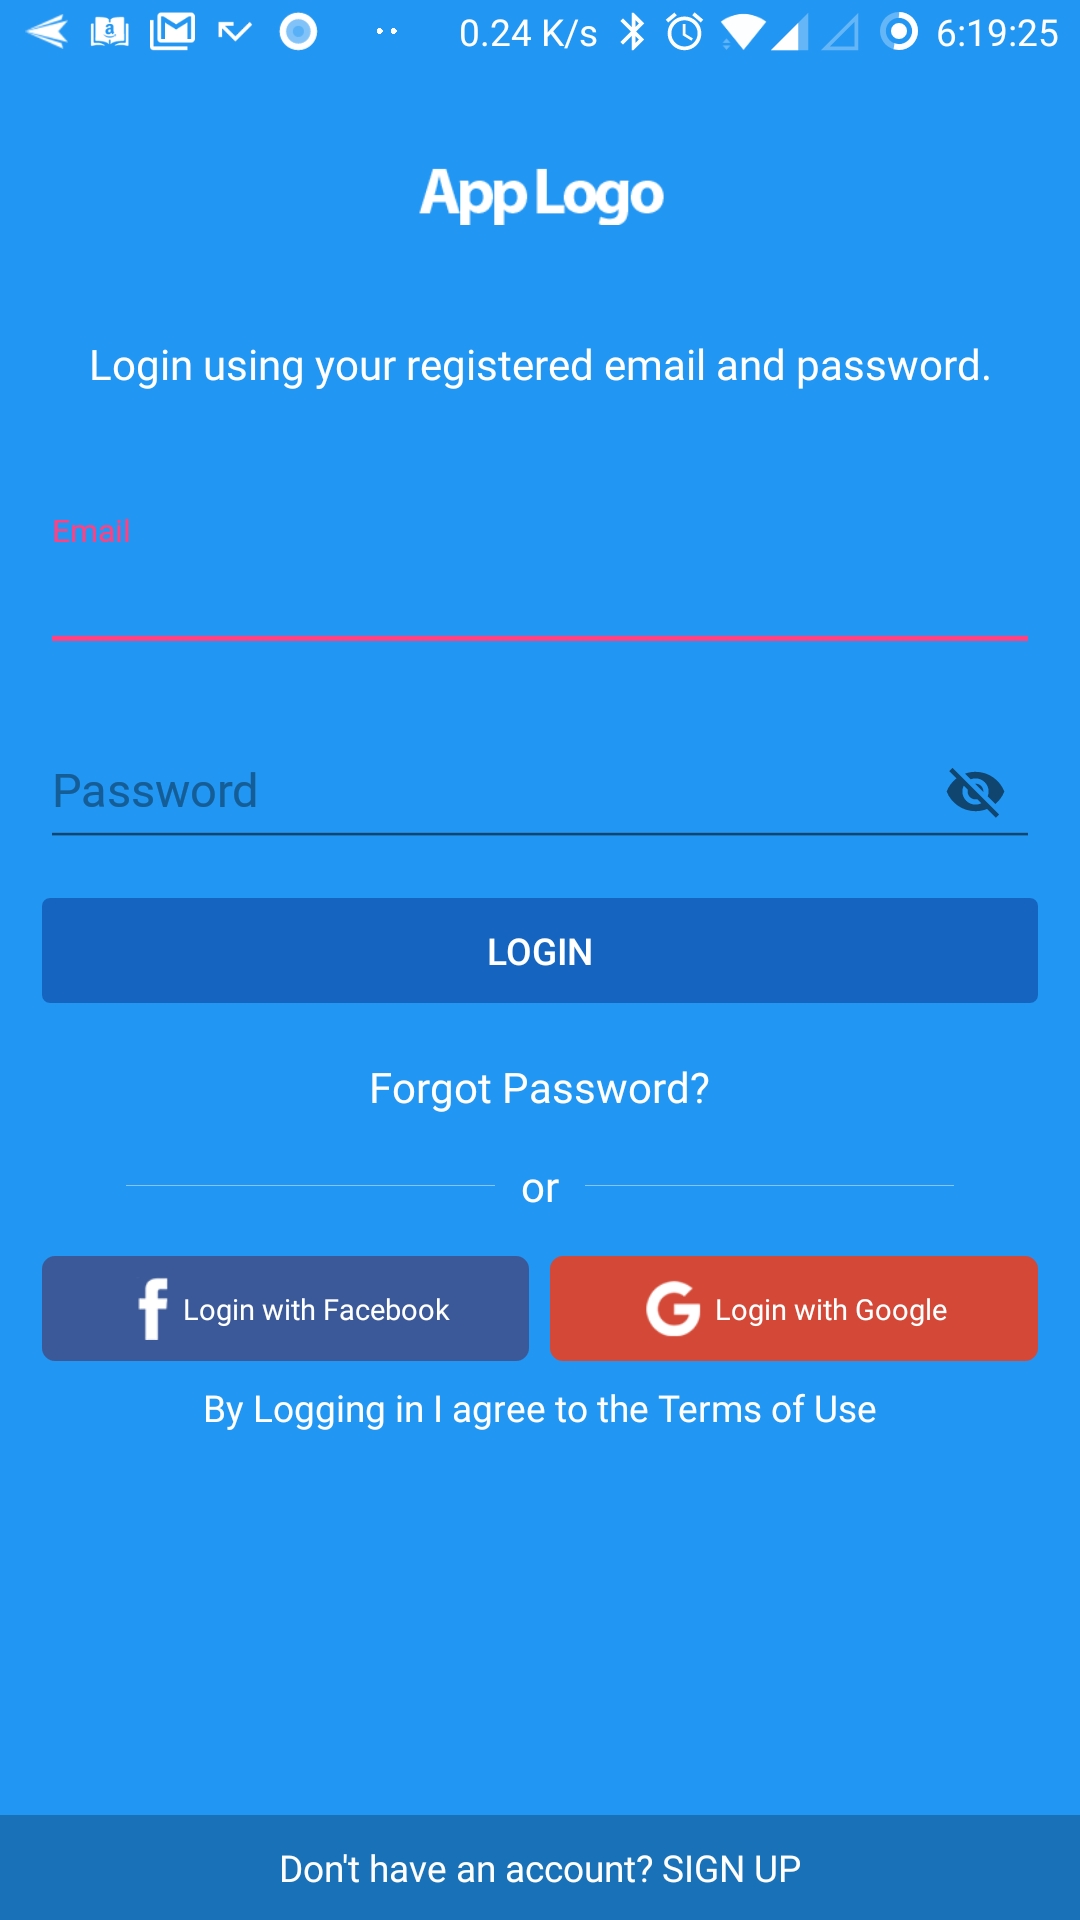 0.24 K/s 6:19:25
App Logo
Login using your registered email and password.
Email
Password
LOGIN
Forgot Password?
or
Login with Facebook Login with Google
By Logging in I agree to the Terms of Use
Don't have an account? SIGN UP